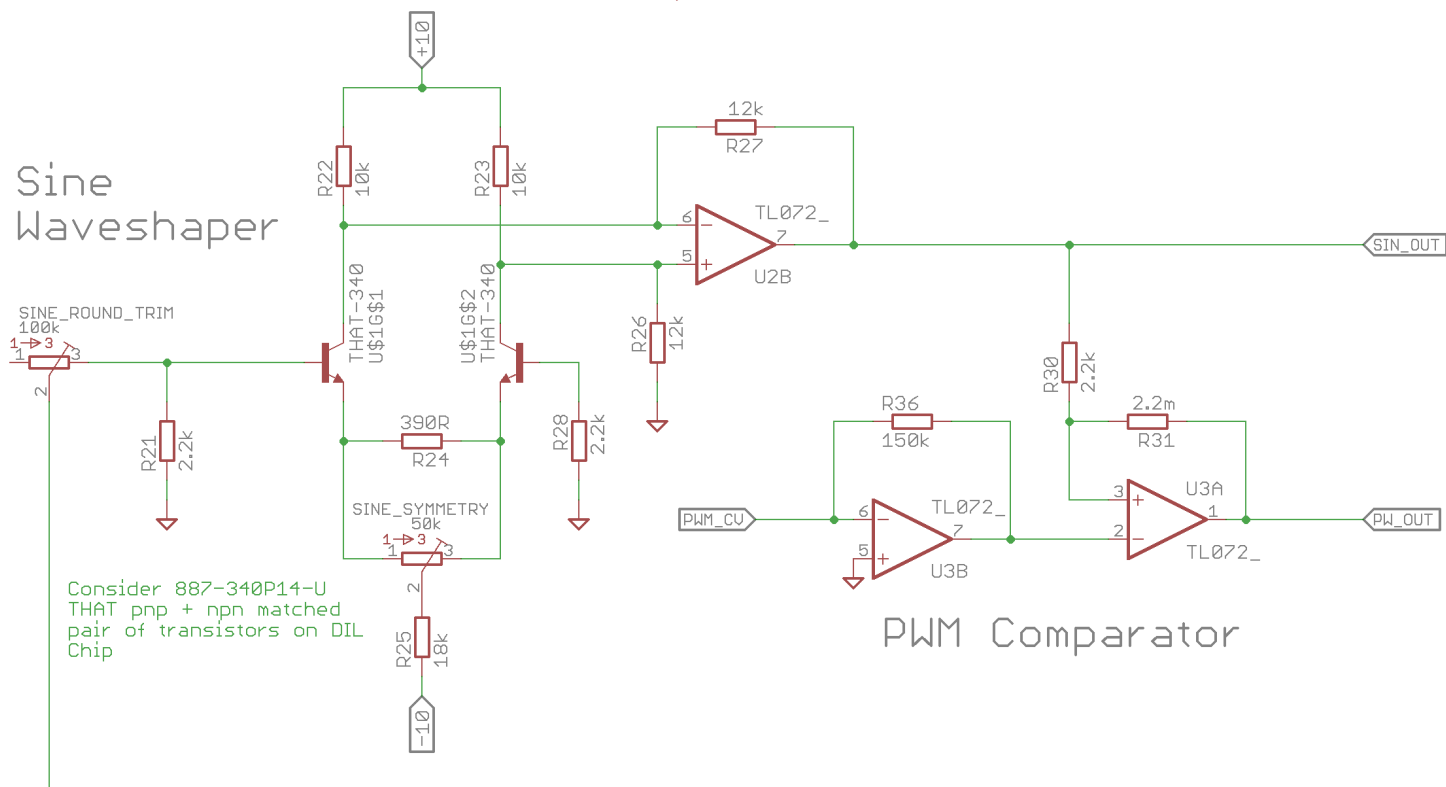 +10
12k
R27
R22
10k
R23
10k
Sine
Waveshaper
6
-
5
+
7
TL072_
U2B
SIN_OUT
THAT-340
U$1G$1
U$1G$2
THAT-340
SINE_ROUND_TRIM
100k
1→3
1
3
2
R26
12k
R30
2.2k
R21
2.2k
390R
R24
R28
2.2k
R36
150k
2.2m
R31
SINE_SYMMETRY
50k
1→3
1
3
2
PWM_CV
6
-
5
+
7
TL072_
U3B
3
+
2
-
1
U3A
TL072_
PW_OUT
Consider 887-340P14-U
THAT pnp + npn matched
pair of transistors on DIL
Chip
R25
18k
PWM Comparator
-10